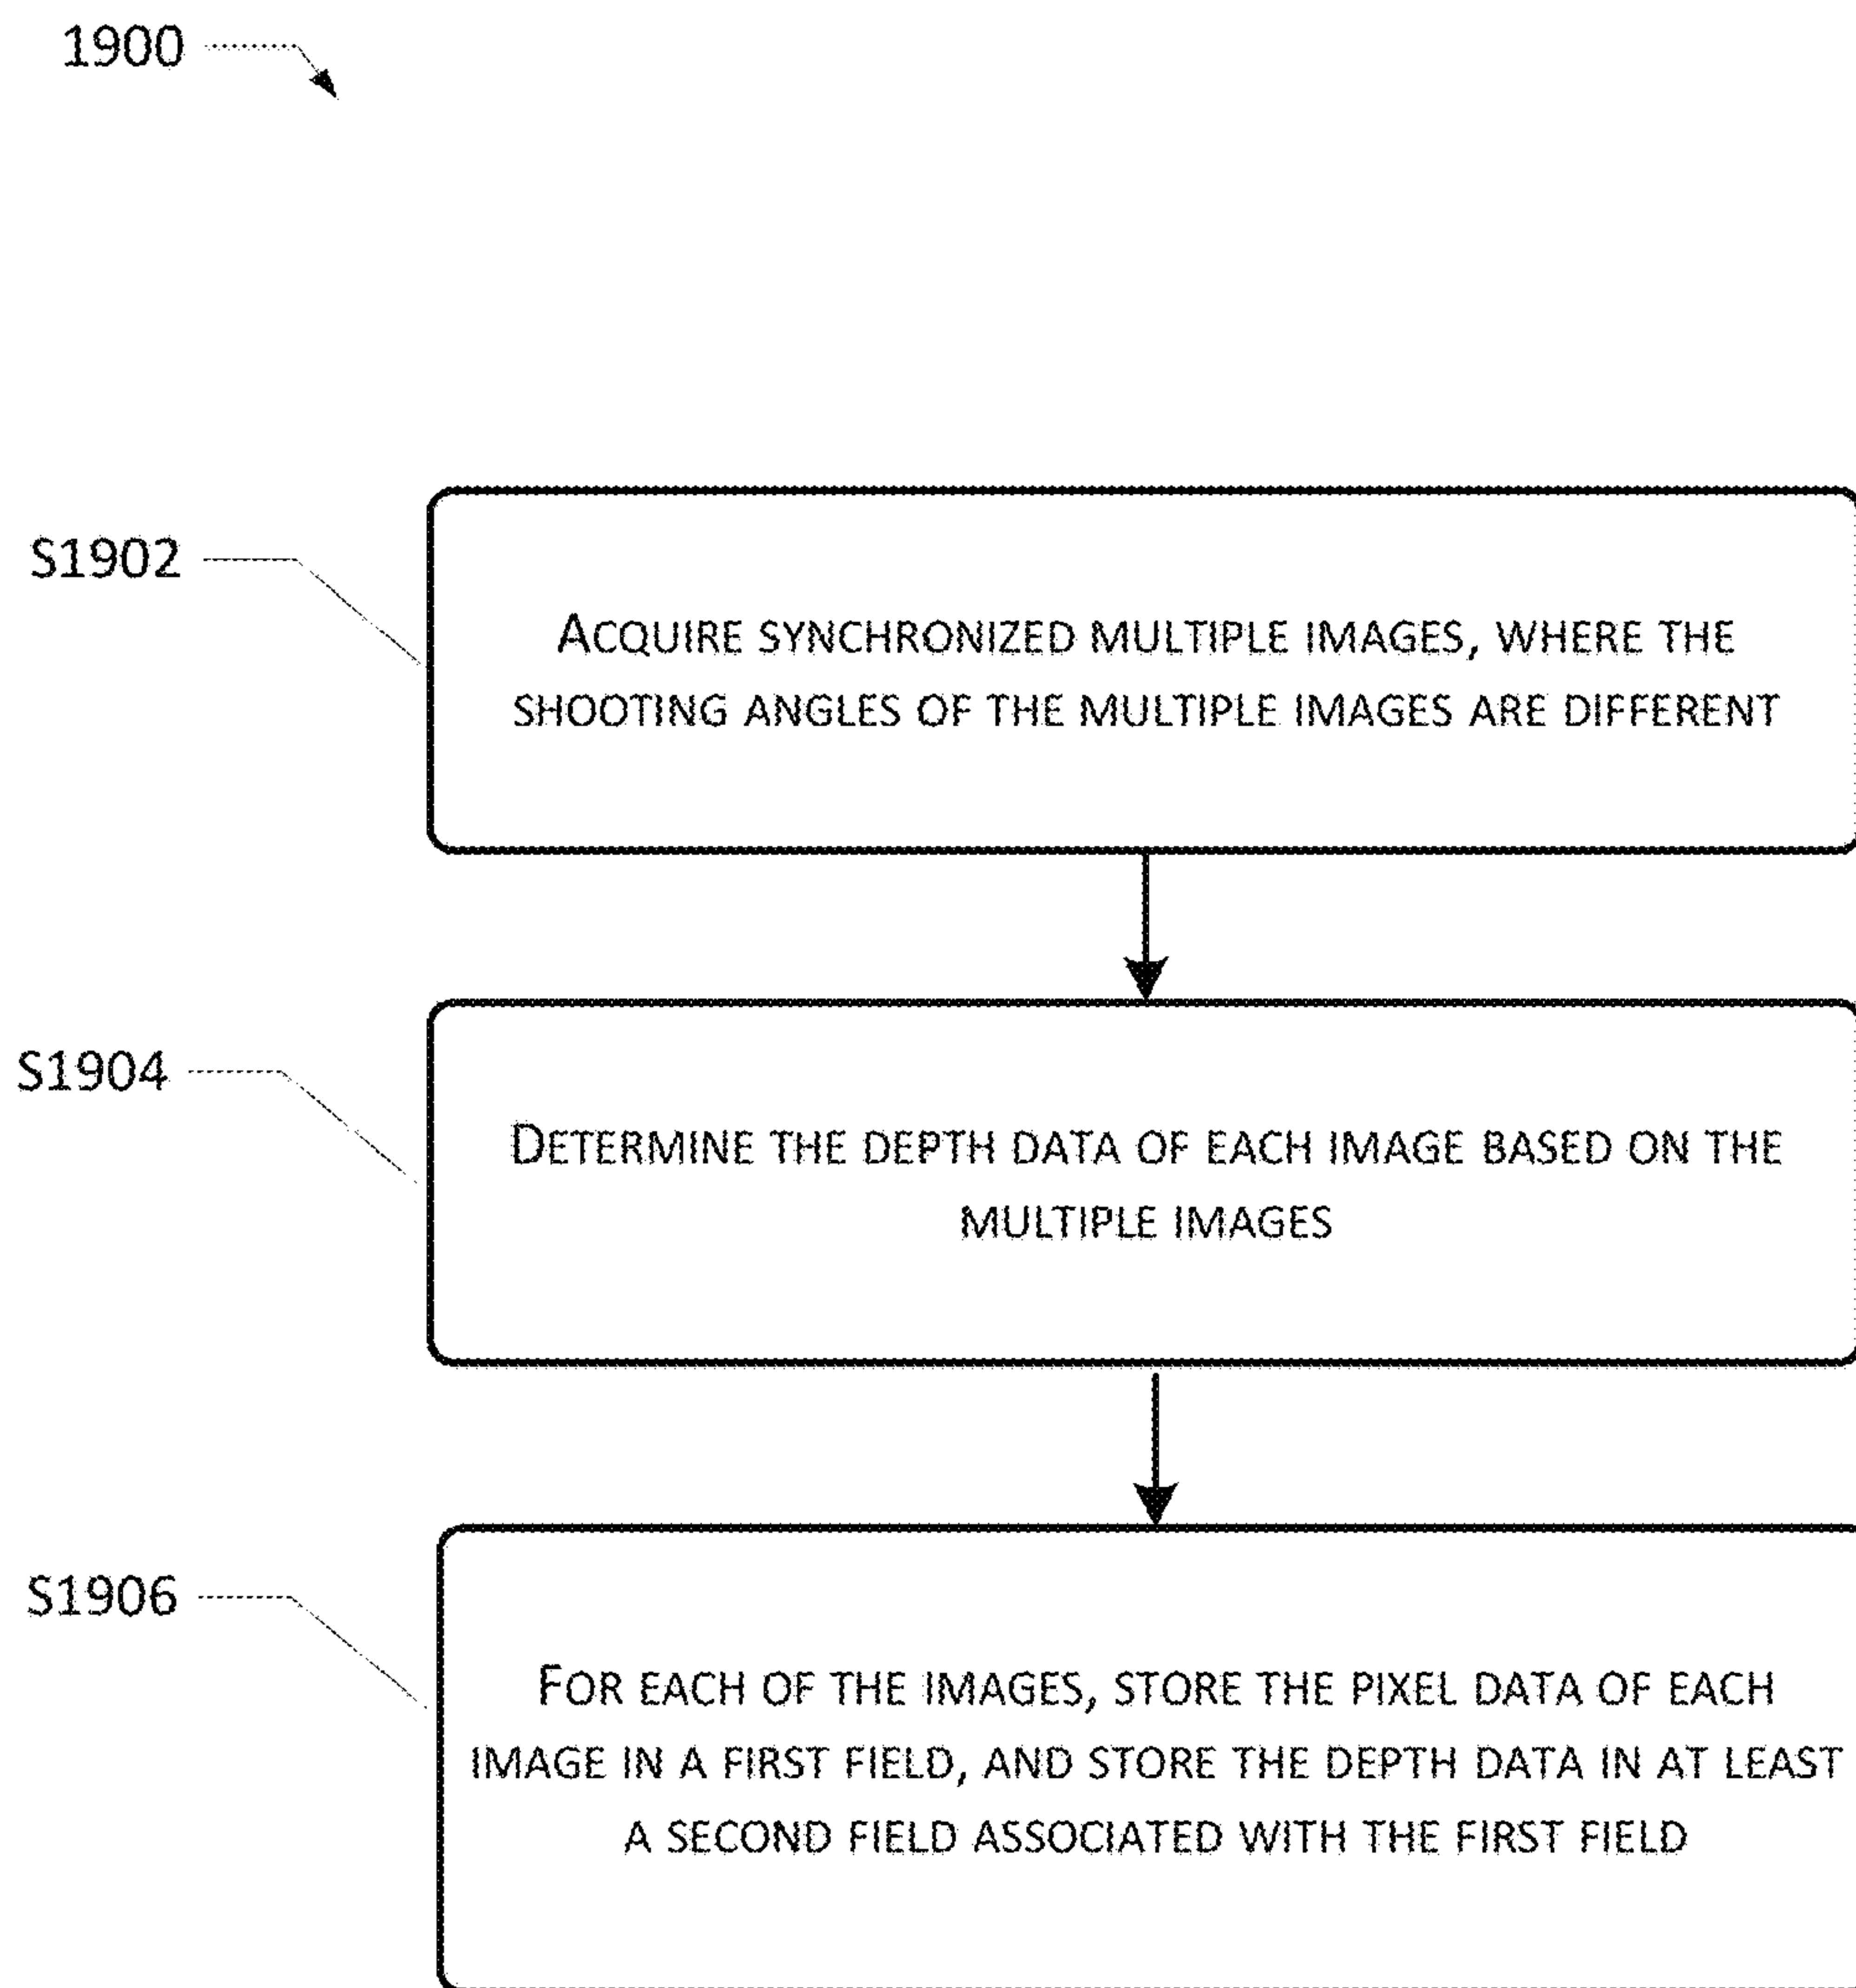 1900
S1902
ACQUIRE SYNCHRONIZED MULTIPLE IMAGES, WHERE THE
SHOOTING ANGLES OF THE MULTIPLE IMAGES ARE DIFFERENT
S1904
DETERMINE THE DEPTH DATA OF EACH IMAGE BASED ON THE
MULTIPLE IMAGES
S1906
FOR EACH OF THE IMAGES, STORE THE PIXEL DATA OF EACH
IMAGE IN A FIRST FIELD, AND STORE THE DEPTH DATA IN AT LEAST
A SECOND FIELD ASSOCIATED WITH THE FIRST FIELD